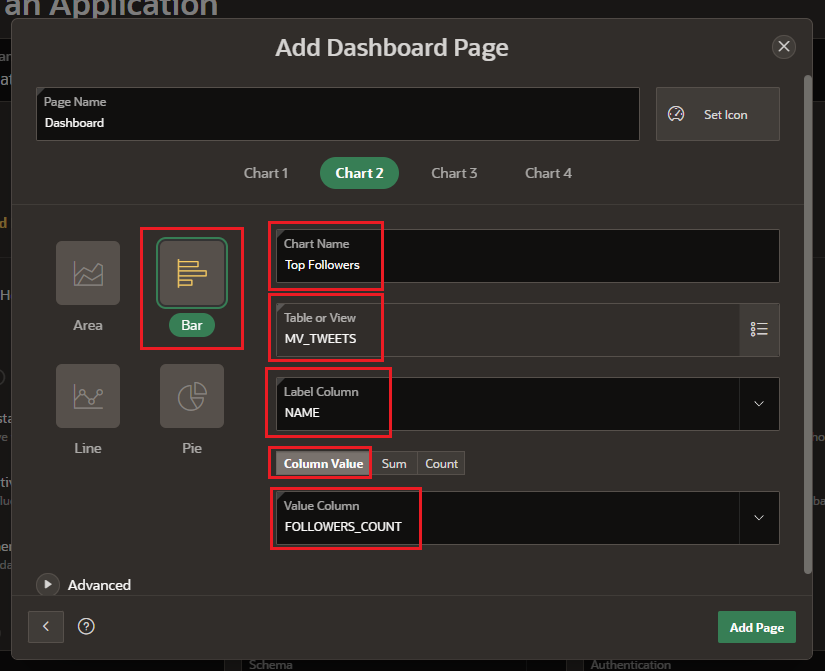 an Application
Add Dashboard Page
Page Name
Dashboard
Set Icon
Chart 1
Chart 2
Chart 3
Chart 4
Chart Name
Top Followers
Area
Bar
Table or View
MV_TWEETS
Label Column
NAME
Line
Pie
Column Value
Sum
Count
Value Column
FOLLOWERS_COUNT
Advanced
Add Page
Schema
Authentication